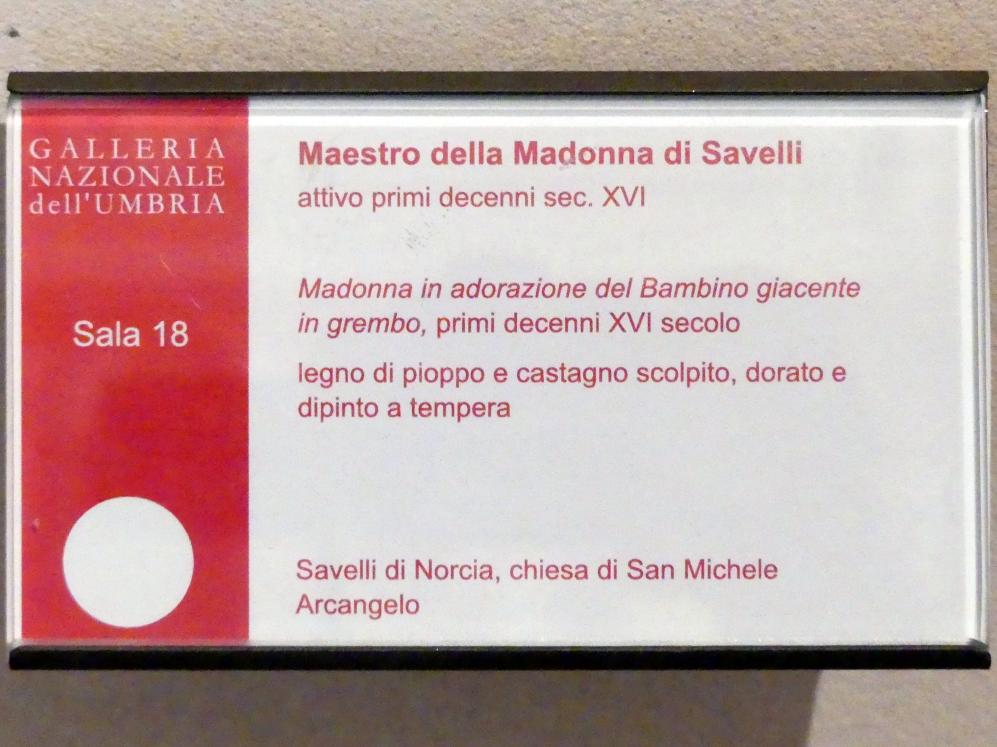 GALLERIA
NAZIONALE
dell'UMBRIA
Sala 18
Maestro della Madonna di Savelli
attivo primi decenni sec. XVI
Madonna in adorazione del Bambino giacente
in grembo, primi decenni XVI secolo
legno di pioppo e castagno scolpito, dorato e
dipinto a tempera
Savelli di Norcia, chiesa di San Michele
Arcangelo